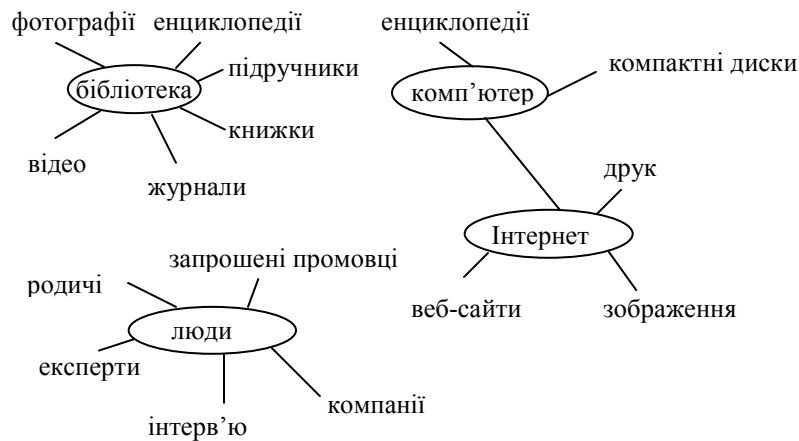 фотографії енциклопедії
підручники
бібліотека
книжки
відео
журнали
енциклопедії
компактні диски
комп’ютер
друк
Інтернет
веб-сайти
зображення
запрошені промовці
родичі
люди
експерти
компанії
інтерв’ю